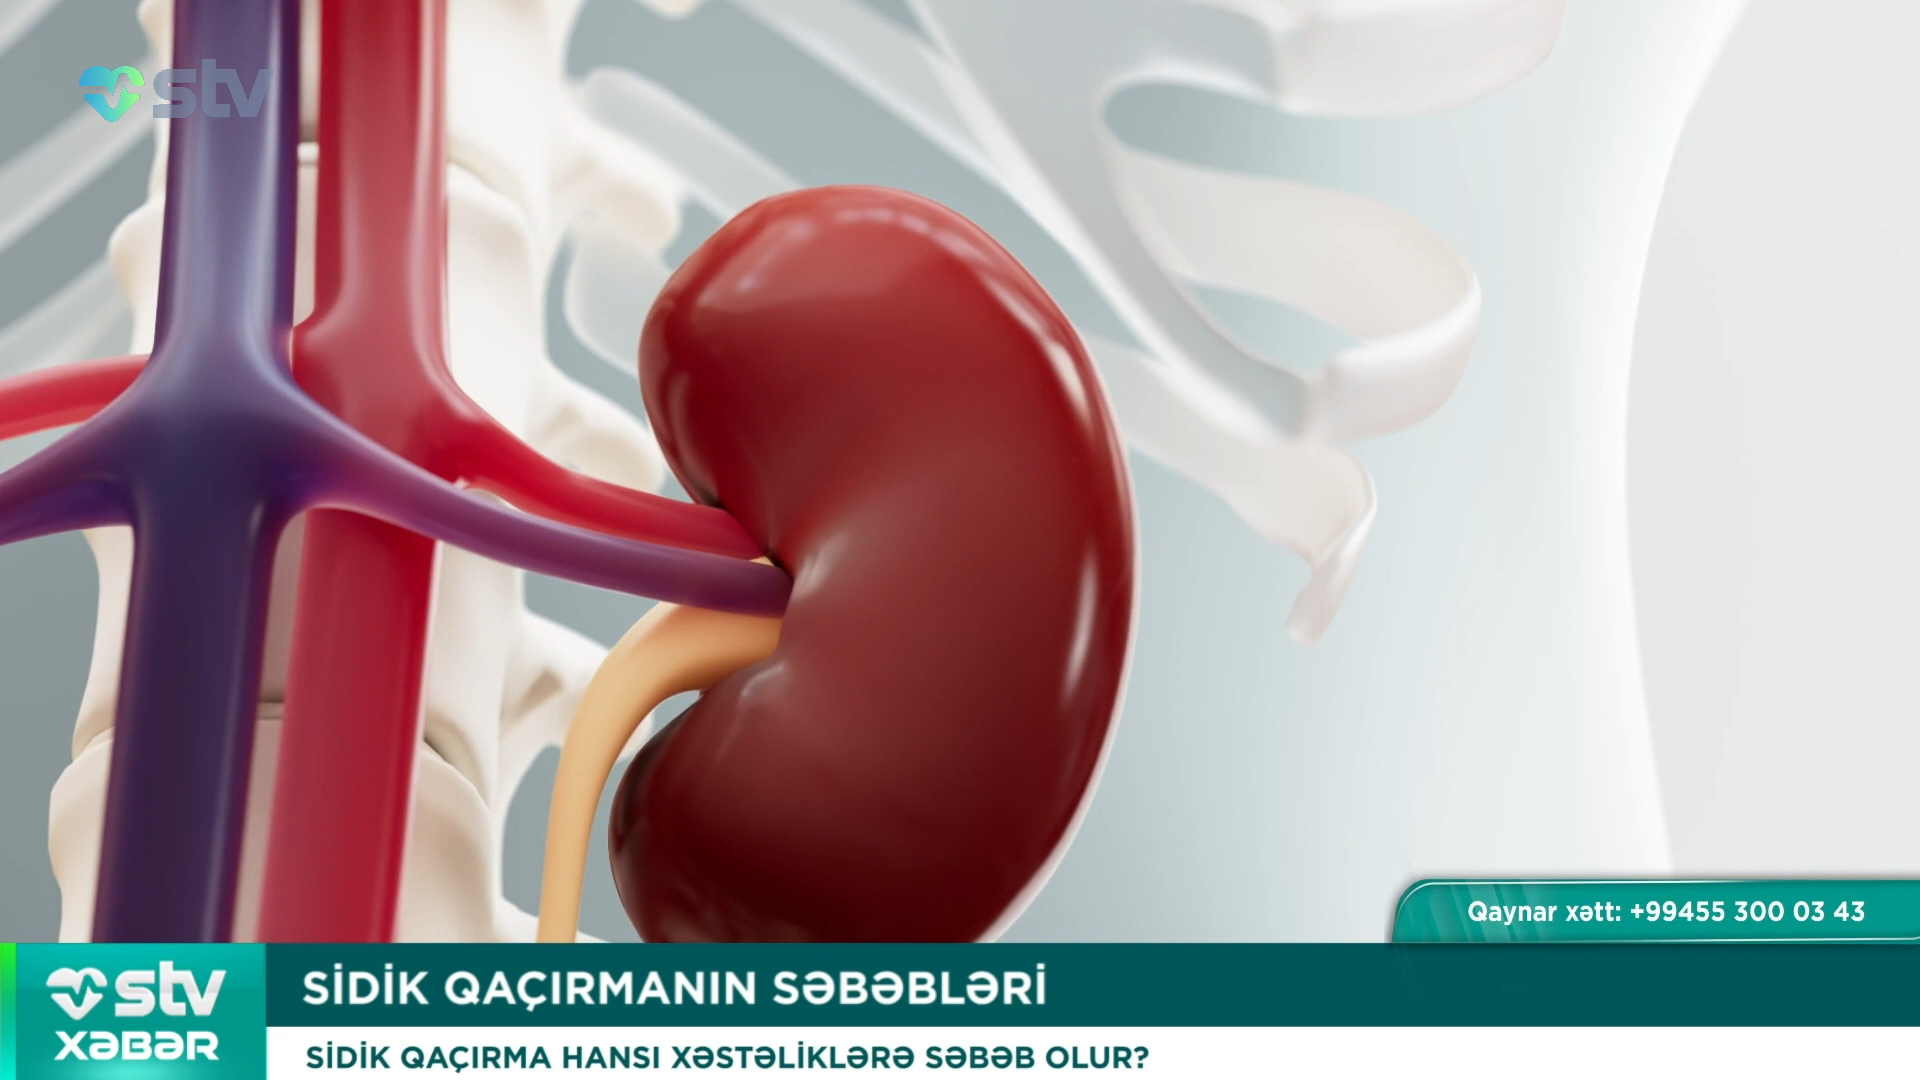 stv
Qaynar xətt: +99455 300 03 43
stv
XƏBƏR
SİDİK QAÇIRMANIN SƏBƏBLƏRİ
SİDİK QAÇIRMA HANSI XƏSTƏLİKLƏRƏ SƏBƏB OLUR?